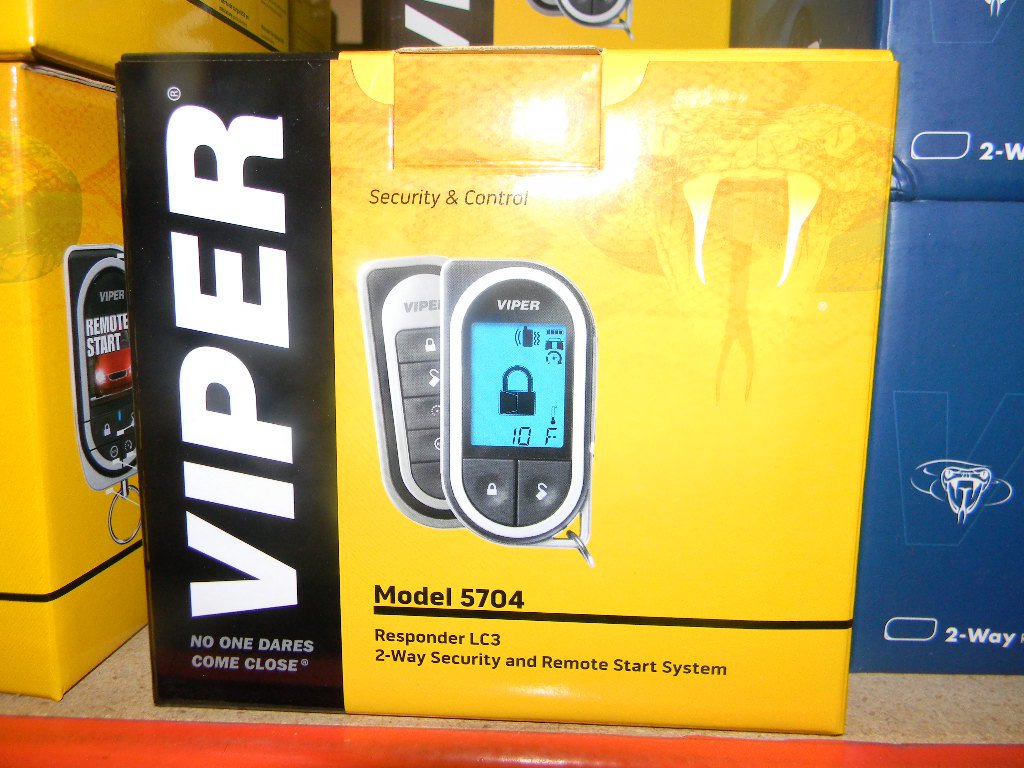 VIPER®
NO ONE DARES
COME CLOSE®
Security & Control
VIPER
VIPER
10 F
Model 5704
Responder LC3
2-Way Security and Remote Start System
VIPER
REMOTE
START
2-W
2-Way